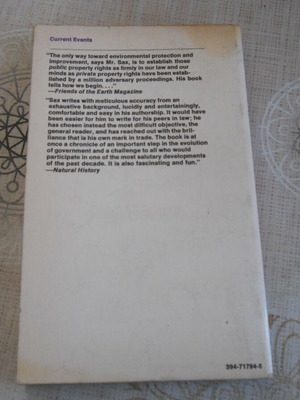 Current Events
"The only way toward environmental protection and
improvement, says Mr. Sax, is to establish those
public property rights as firmly in our law and our
minds as private property rights have been estab-
lished by a million adversary proceedings. His book
tells how we begin. . . ."
—Friends of the Earth Magazine
"Sax writes with meticulous accuracy from an
exhaustive background, lucidly and entertainingly,
comfortable and easy in his authorship. It would have
been easier for him to write for his peers in law; he
has chosen instead the most difficult objective, the
general reader, and has reached out with the bril-
liance that is his own mark in trade. The book is at
once a chronicle of an important step in the evolution
of government and a challenge to all who would
participate in one of the most salutary developments
of the past decade. It is also fascinating and fun."
—Natural History
394-71794-5